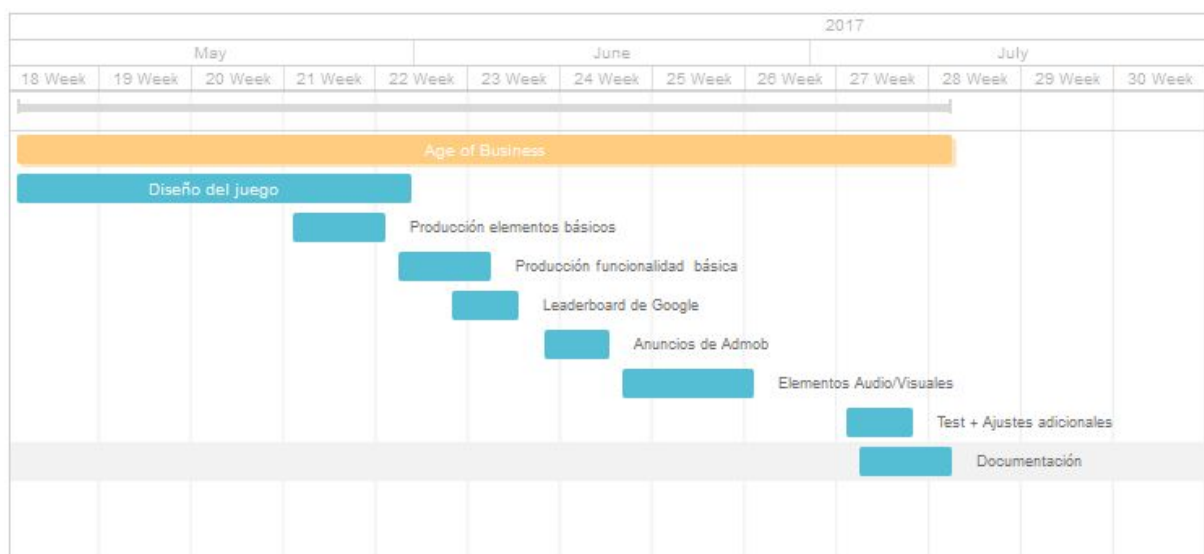 2017
May June July
18 Week 19 Week 20 Week 21 Week 22 Week 23 Week 24 Week 25 Week 26 Week 27 Week 28 Week 29 Week 30 Week
Age of Business
Diseño del juego
Producción elementos básicos
Producción funcionalidad básica
Leaderboard de Google
Anuncios de Admob
Elementos Audio/Visuales
Test + Ajustes adicionales
Documentación